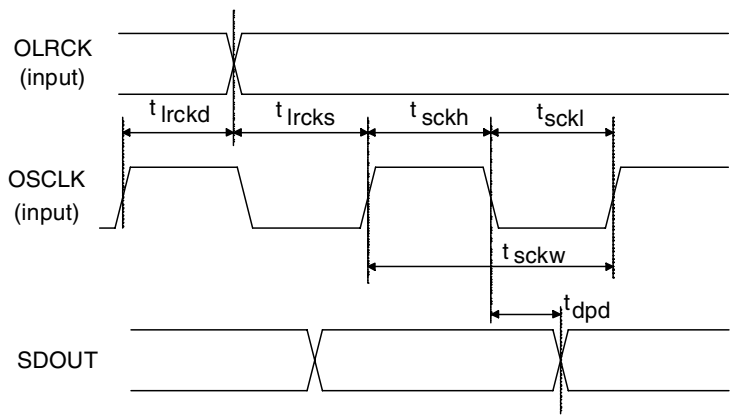 OLRCK
(input)
t lrckd
t lrcks
t sckh
t sckl
OSCLK
(input)
t sckw
t dpd
SDOUT